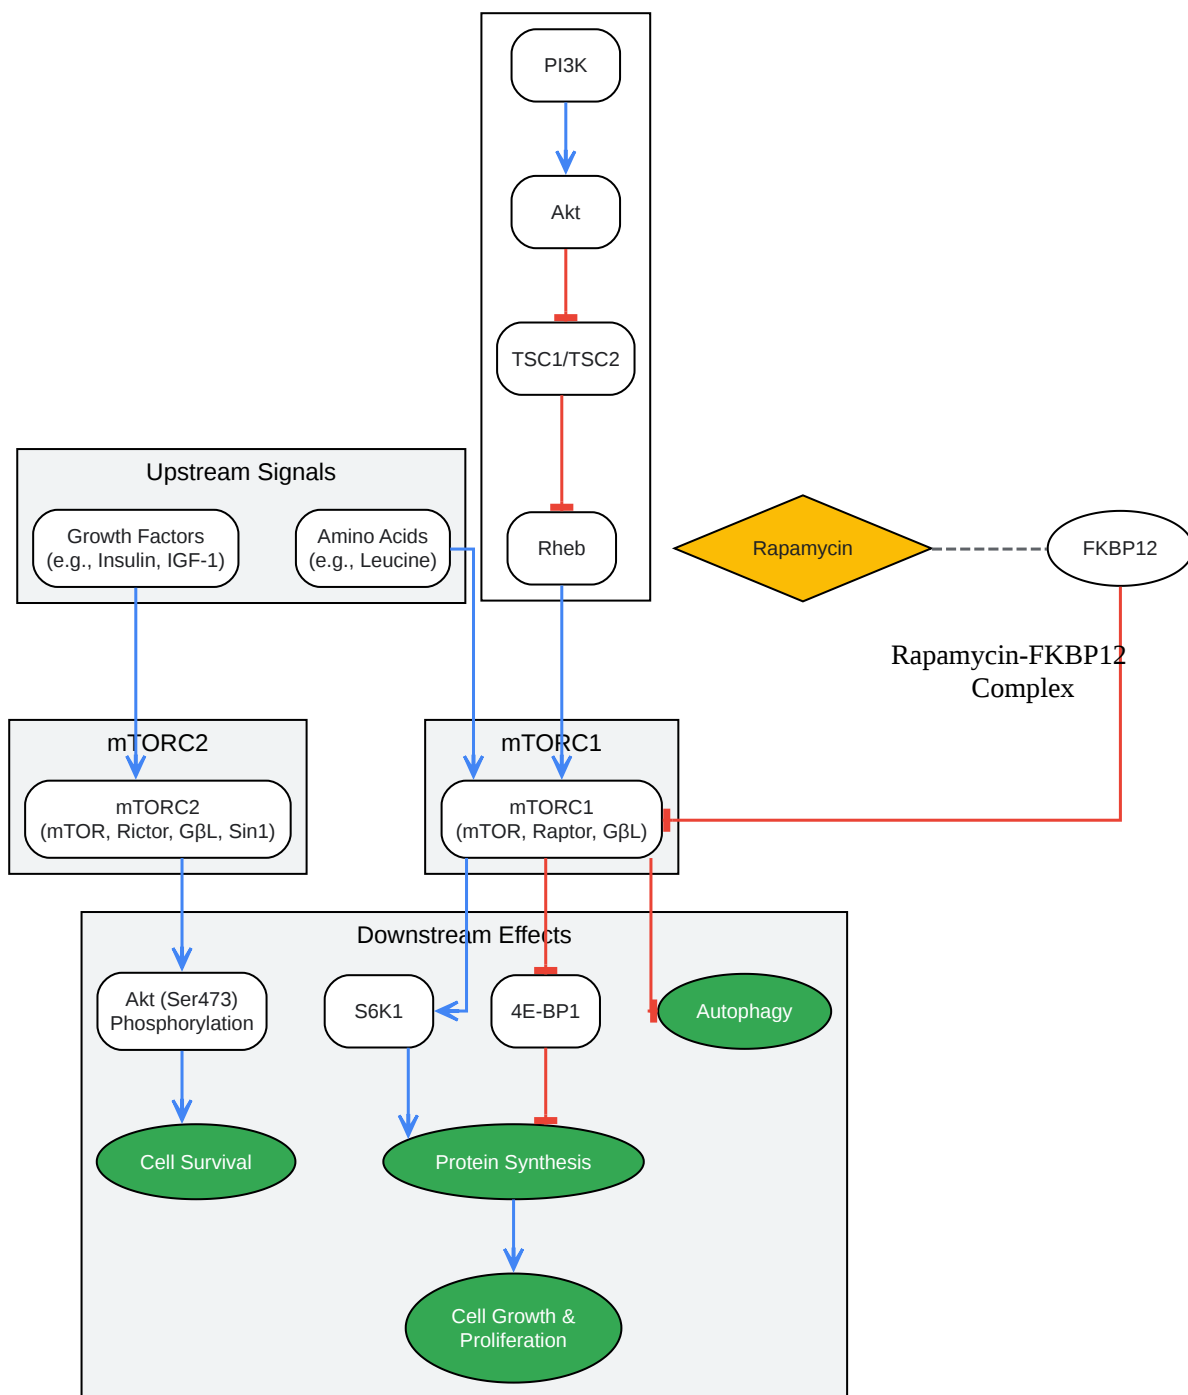 PI3K
Akt
TSC1/TSC2
Upstream Signals
Growth Factors
(e.g., Insulin, IGF-1)
Amino Acids
(e.g., Leucine)
Rheb
Rapamycin
FKBP12
Rapamycin-FKBP12
Complex
mTORC2
mTORC2
(mTOR, Rictor, GβL, Sin1)
mTORC1
mTORC1
(mTOR, Raptor, GβL)
Downstream Effects
Akt (Ser473)
Phosphorylation
S6K1
4E-BP1
Autophagy
Cell Survival
Protein Synthesis
Cell Growth &
Proliferation